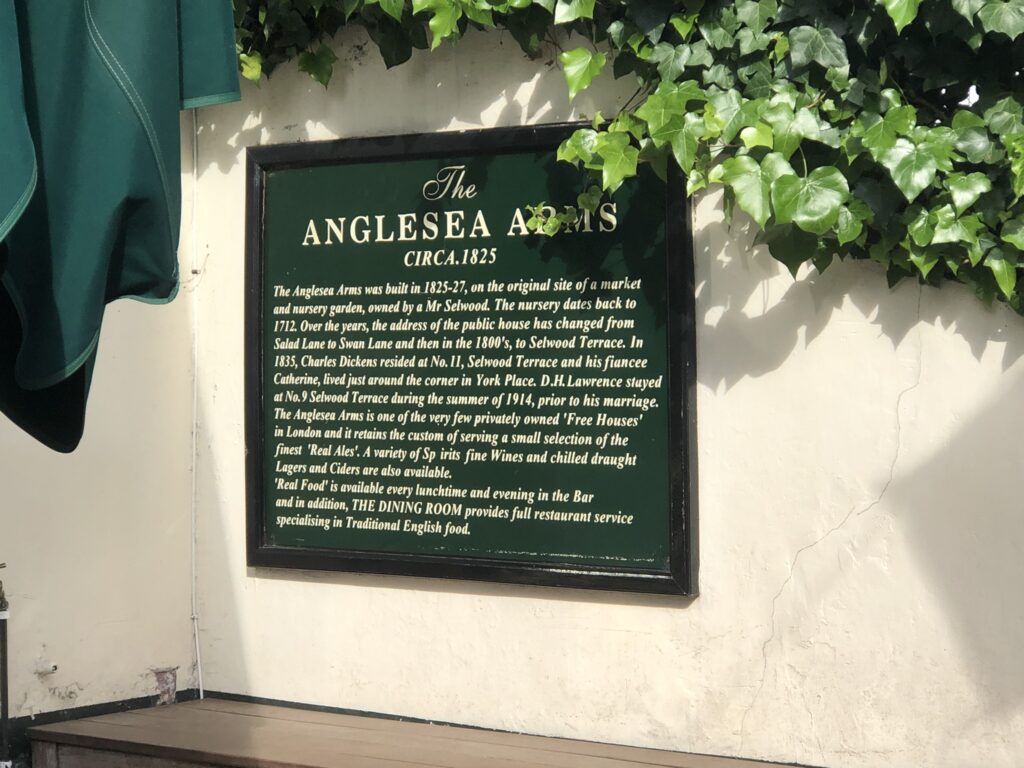 The
ANGLESEA ARMS
CIRCA.1825
The Anglesea Arms was built in 1825-27, on the original site of a market
and nursery garden, owned by a Mr Selwood. The nursery dates back to
1712. Over the years, the address of the public house has changed from
Salad Lane to Swan Lane and then in the 1800's, to Selwood Terrace. In
1835, Charles Dickens resided at No.11, Selwood Terrace and his fiancee
Catherine, lived just around the corner in York Place. D.H.Lawrence stayed
at No.9 Selwood Terrace during the summer of 1914, prior to his marriage.
The Anglesea Arms is one of the very few privately owned 'Free Houses'
in London and it retains the custom of serving a small selection of the
finest 'Real Ales'. A variety of Sp irits fine Wines and chilled draught
Lagers and Ciders are also available.
'Real Food' is available every lunchtime and evening in the Bar
and in addition, THE DINING ROOM provides full restaurant service
specialising in Traditional English food.